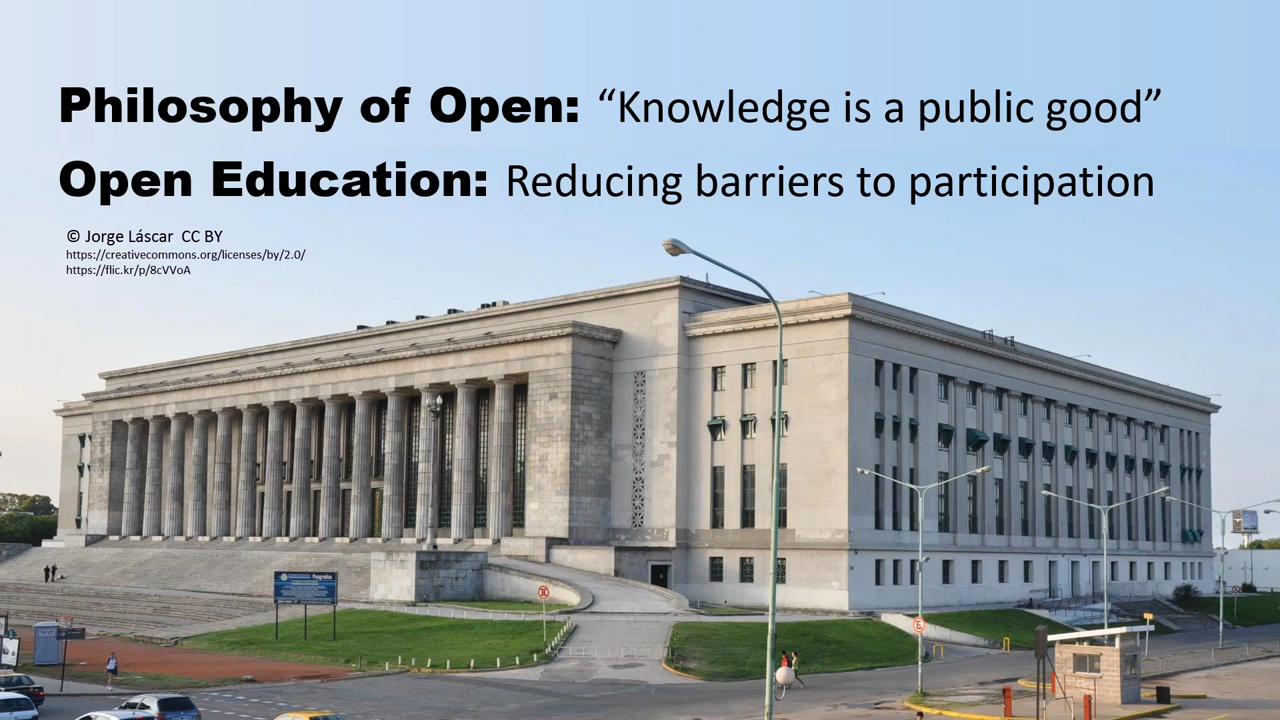 Philosophy of Open: “Knowledge is a public good”
Open Education: Reducing barriers to participation
© Jorge Láscar CC BY
https://creativecommons.org/licenses/by/2.0/
https://flic.kr/p/8cVVoA
Posgrados